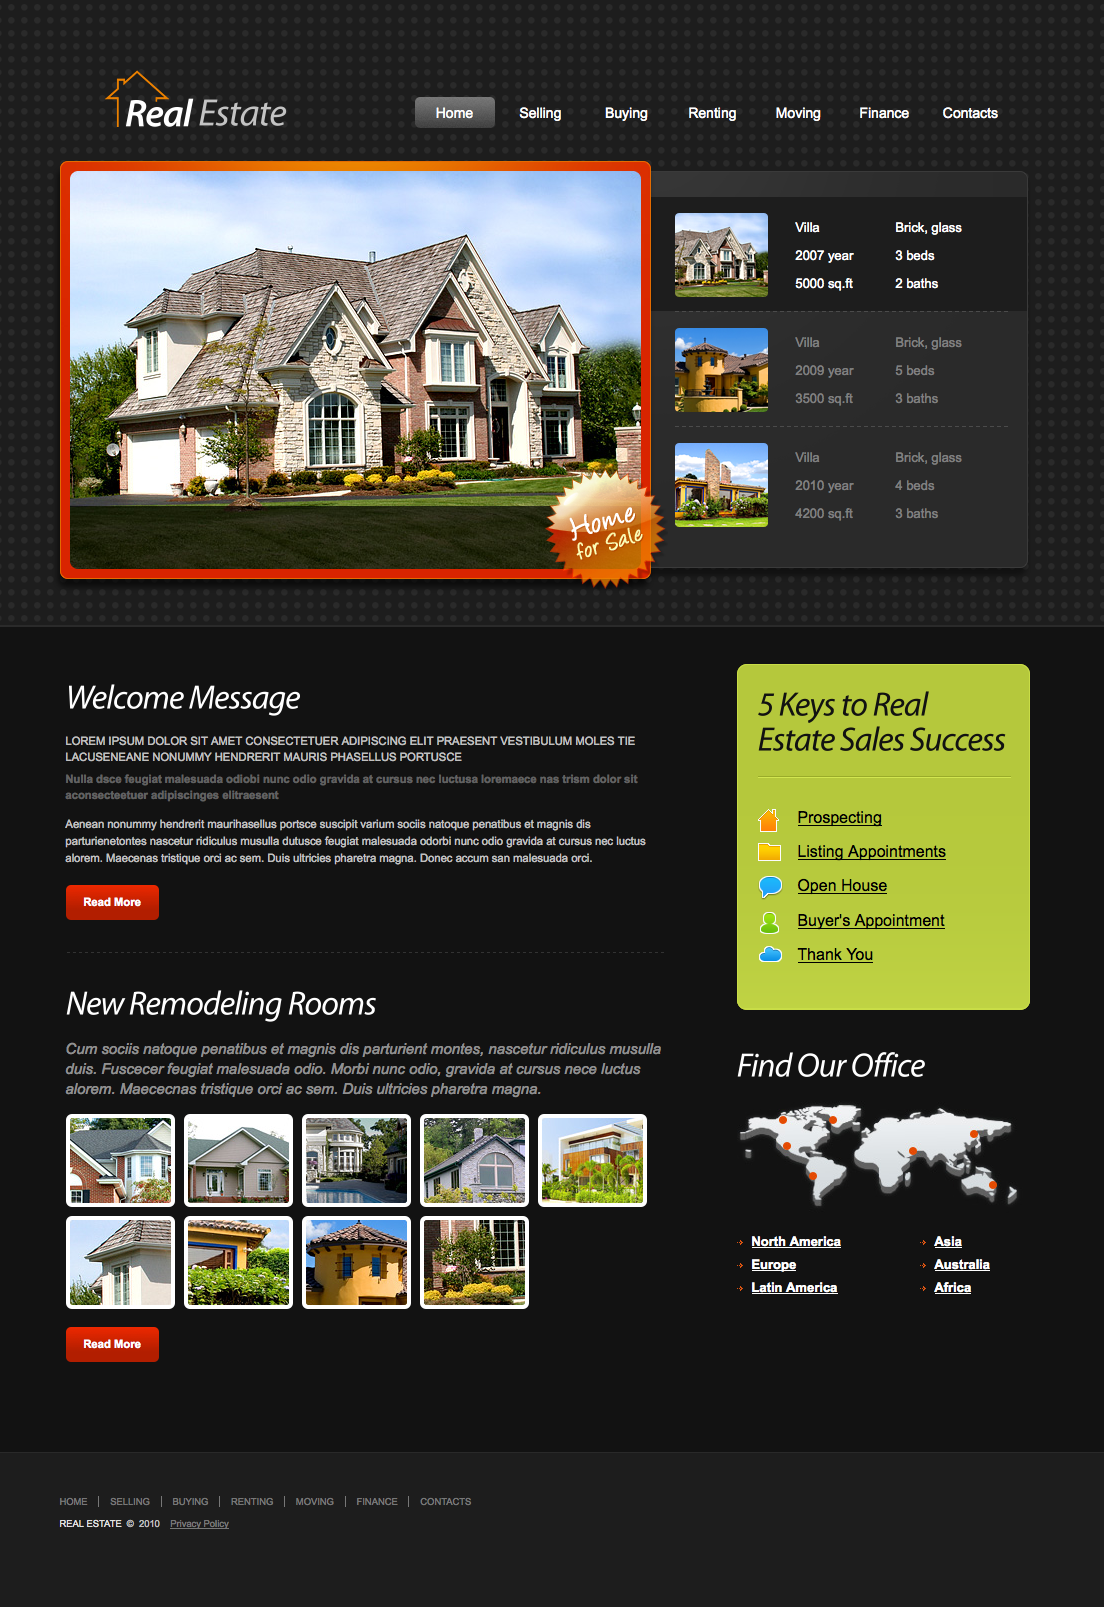 Real Estate
Home
Selling
Buying
Renting
Moving
Finance
Contacts
Villa
Brick, glass
2007 year
3 beds
5000 sq.ft
2 baths
Villa
Brick, glass
2009 year
5 beds
3500 sq.ft
3 baths
Villa
Brick, glass
2010 year
4 beds
4200 sq.ft
3 baths
Home
for Sale
Welcome Message
LOREM IPSUM DOLOR SIT AMET CONSECTETUER ADIPISCING ELIT PRAESENT VESTIBULUM MOLES TIE
LACUSENEANE NONUMMY HENDRERIT MAURIS PHASELLUS PORTUSCE
Nulla dsce feugiat malesuada odiobi nunc odio gravida at cursus nec luctusa loremaece nas trism dolor sit
aconsecteetuer adipiscinges elitraesent
Aenean nonummy hendrerit maurihasellus portsce suscipit varium sociis natoque penatibus et magnis dis
parturienetontes nascetur ridiculus musulla dutusce feugiat malesuada odorbi nunc odio gravida at cursus nec luctus
alorem. Maecenas tristique orci ac sem. Duis ultricies pharetra magna. Donec accum san malesuada orci.
Read More
New Remodeling Rooms
Cum sociis natoque penatibus et magnis dis parturient montes, nascetur ridiculus musulla
duis. Fuscecer feugiat malesuada odio. Morbi nunc odio, gravida at cursus nece luctus
alorem. Maececnas tristique orci ac sem. Duis ultricies pharetra magna.
Read More
5 Keys to Real
Estate Sales Success
Prospecting
Listing Appointments
Open House
Buyer's Appointment
Thank You
Find Our Office
North America
Europe
Latin America
Asia
Australia
Africa
HOME
SELLING
BUYING
RENTING
MOVING
FINANCE
CONTACTS
REAL ESTATE © 2010 Privacy Policy